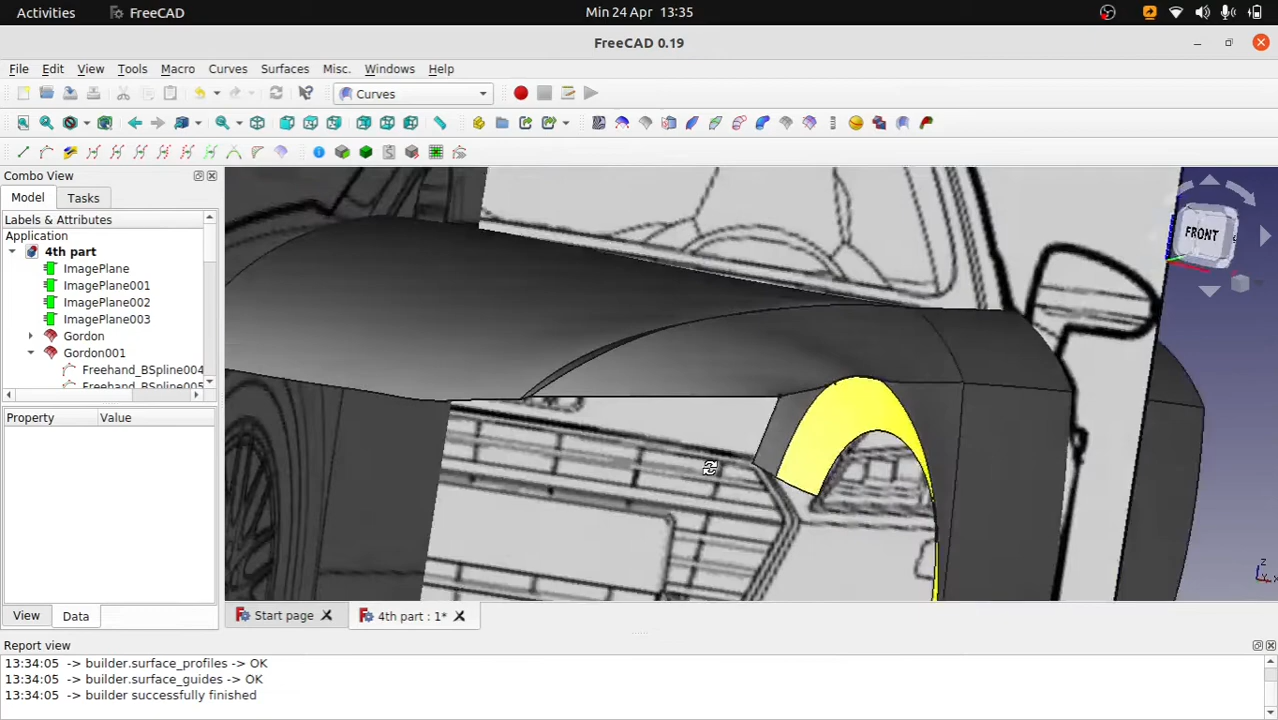 Activities
FreeCAD
Min 24 Apr 13:35
FreeCAD 0.19
File Edit View Tools Macro Curves Surfaces Misc. Windows Help
Curves
Combo View
Model Tasks
Labels & Attributes
Application
4th part
ImagePlane
ImagePlane001
ImagePlane002
ImagePlane003
Gordon
Gordon001
Freehand_BSpline004
Freehand_BSpline005
Property Value
View Data
FRONT
Z
X
Start page
4th part : 1*
Report view
13:34:05 -> builder.surface_profiles -> OK
13:34:05 -> builder.surface_guides -> OK
13:34:05 -> builder successfully finished